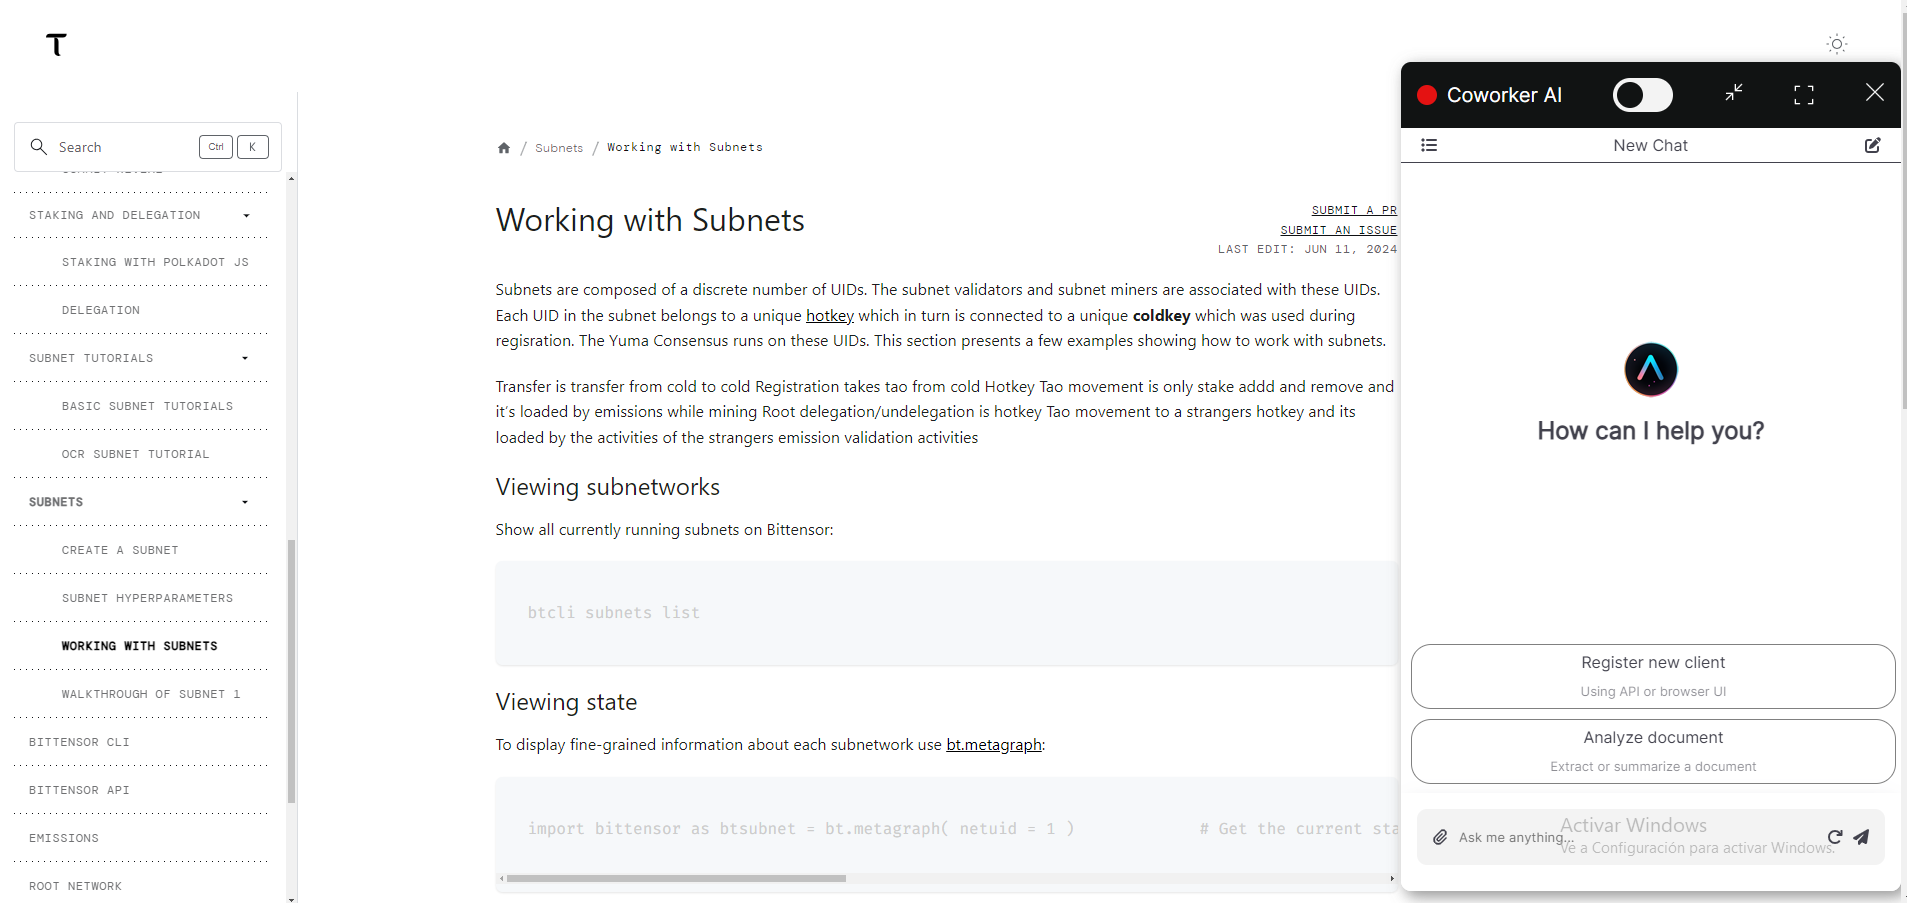 Search
Ctrl
K
STAKING AND DELEGATION
STAKING WITH POLKADOT JS
DELEGATION
SUBNET TUTORIALS
BASIC SUBNET TUTORIALS
OCR SUBNET TUTORIAL
SUBNETS
CREATE A SUBNET
SUBNET HYPERPARAMETERS
WORKING WITH SUBNETS
WALKTHROUGH OF SUBNET 1
BITTENSOR CLI
BITTENSOR API
EMISSIONS
ROOT NETWORK
/ Subnets / Working with Subnets
Working with Subnets
SUBMIT A PR
SUBMIT AN ISSUE
LAST EDIT: JUN 11, 2024
Subnets are composed of a discrete number of UIDs. The subnet validators and subnet miners are associated with these UIDs.
Each UID in the subnet belongs to a unique hotkey which in turn is connected to a unique coldkey which was used during
regisration. The Yuma Consensus runs on these UIDs. This section presents a few examples showing how to work with subnets.
Transfer is transfer from cold to cold Registration takes tao from cold Hotkey Tao movement is only stake addd and remove and
it's loaded by emissions while mining Root delegation/undelegation is hotkey Tao movement to a strangers hotkey and its
loaded by the activities of the strangers emission validation activities
Viewing subnetworks
Show all currently running subnets on Bittensor:
btcli subnets list
Viewing state
To display fine-grained information about each subnetwork use bt.metagraph:
import bittensor as btsubnet = bt.metagraph( netuid = 1 ) # Get the current sta
Coworker AI
New Chat
How can I help you?
Register new client
Using API or browser UI
Analyze document
Extract or summarize a document
Ask me anything...
Activar Windows
Ve a Configuración para activar Windows.